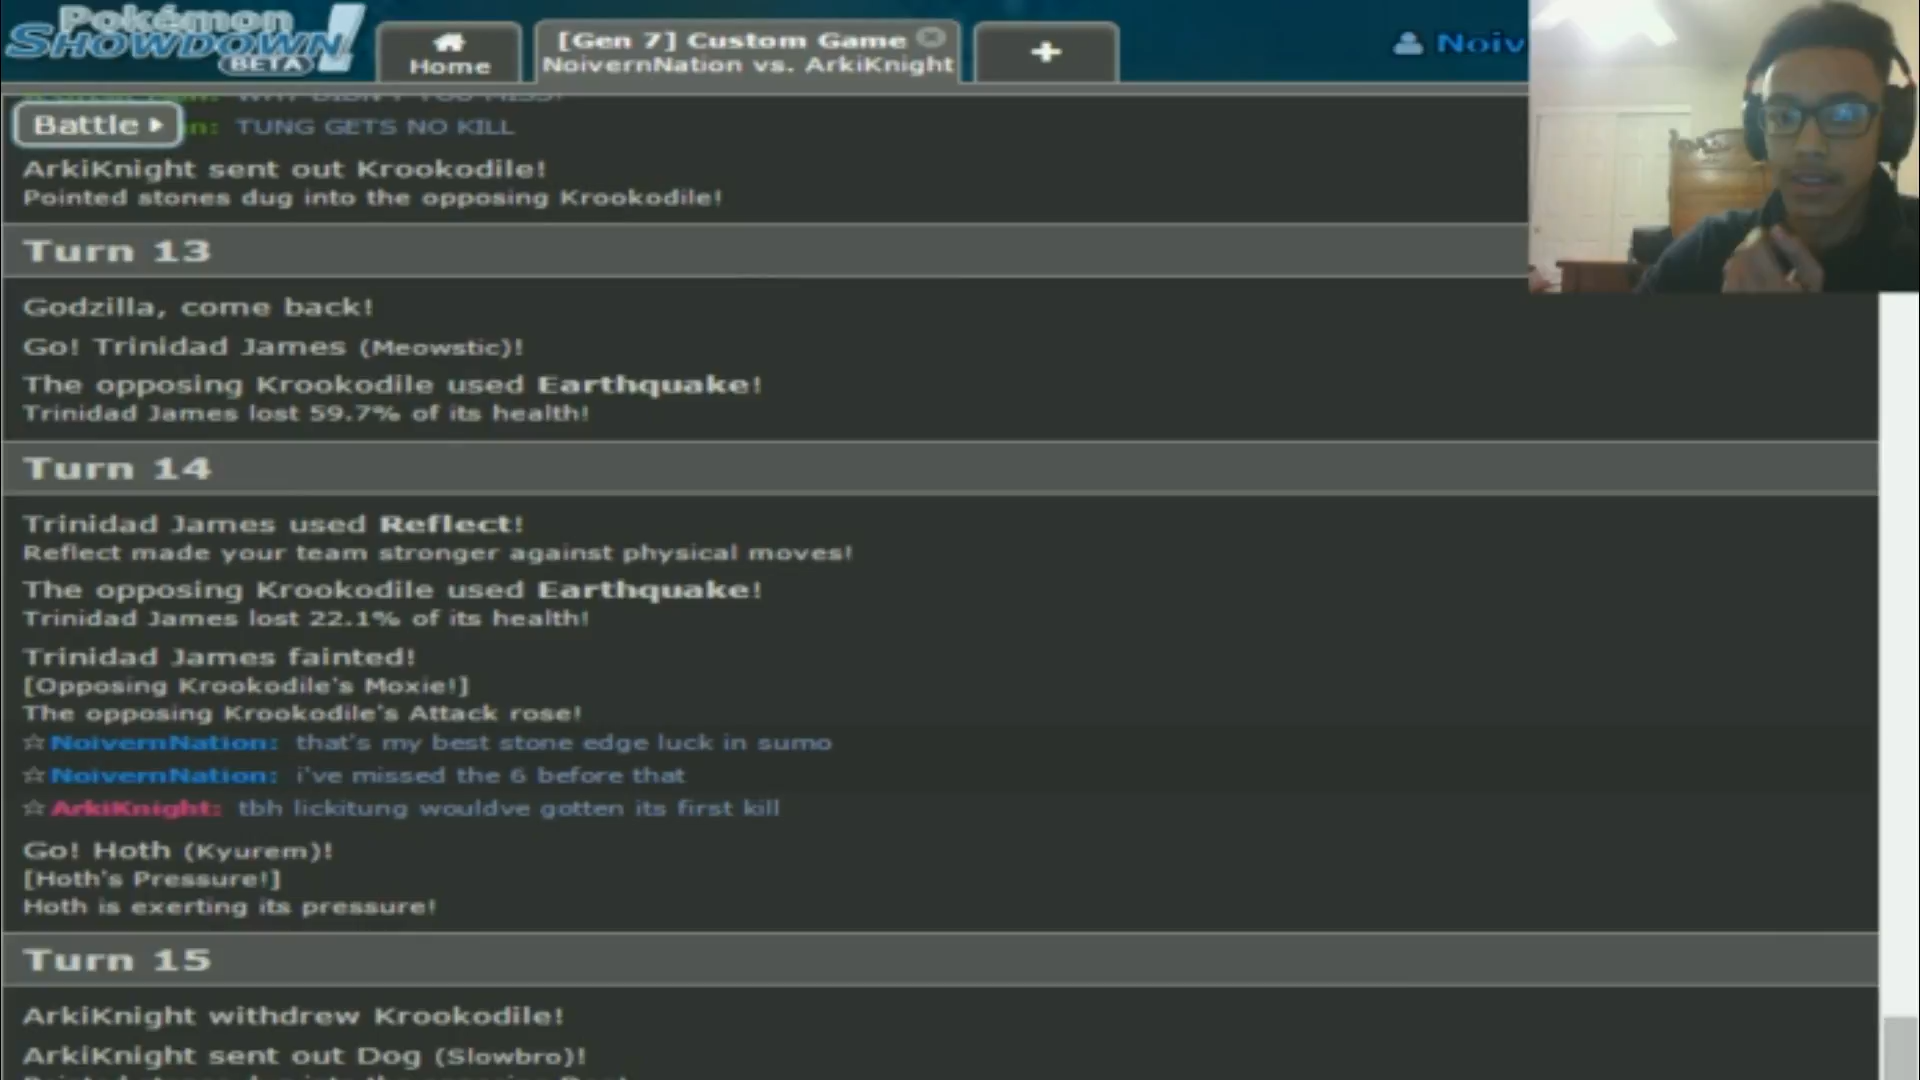 Pokémon
SHOWDOWN!
BETA
Home
[Gen 7] Custom Game
NoivernNation vs. ArkiKnight
+
Noiv
Battle
n: TUNG GETS NO KILL
ArkiKnight sent out Krookodile!
Pointed stones dug into the opposing Krookodile!
Turn 13
Godzilla, come back!
Go! Trinidad James (Meowstic)!
The opposing Krookodile used Earthquake!
Trinidad James lost 59.7% of its health!
Turn 14
Trinidad James used Reflect!
Reflect made your team stronger against physical moves!
The opposing Krookodile used Earthquake!
Trinidad James lost 22.1% of its health!
Trinidad James fainted!
[Opposing Krookodile's Moxie!]
The opposing Krookodile's Attack rose!
☆NoivernNation: that's my best stone edge luck in sumo
☆NoivernNation: i've missed the 6 before that
☆ArkiKnight: tbh lickitung wouldve gotten its first kill
Go! Hoth (Kyurem)!
[Hoth's Pressure!]
Hoth is exerting its pressure!
Turn 15
ArkiKnight withdrew Krookodile!
ArkiKnight sent out Dog (Slowbro)!